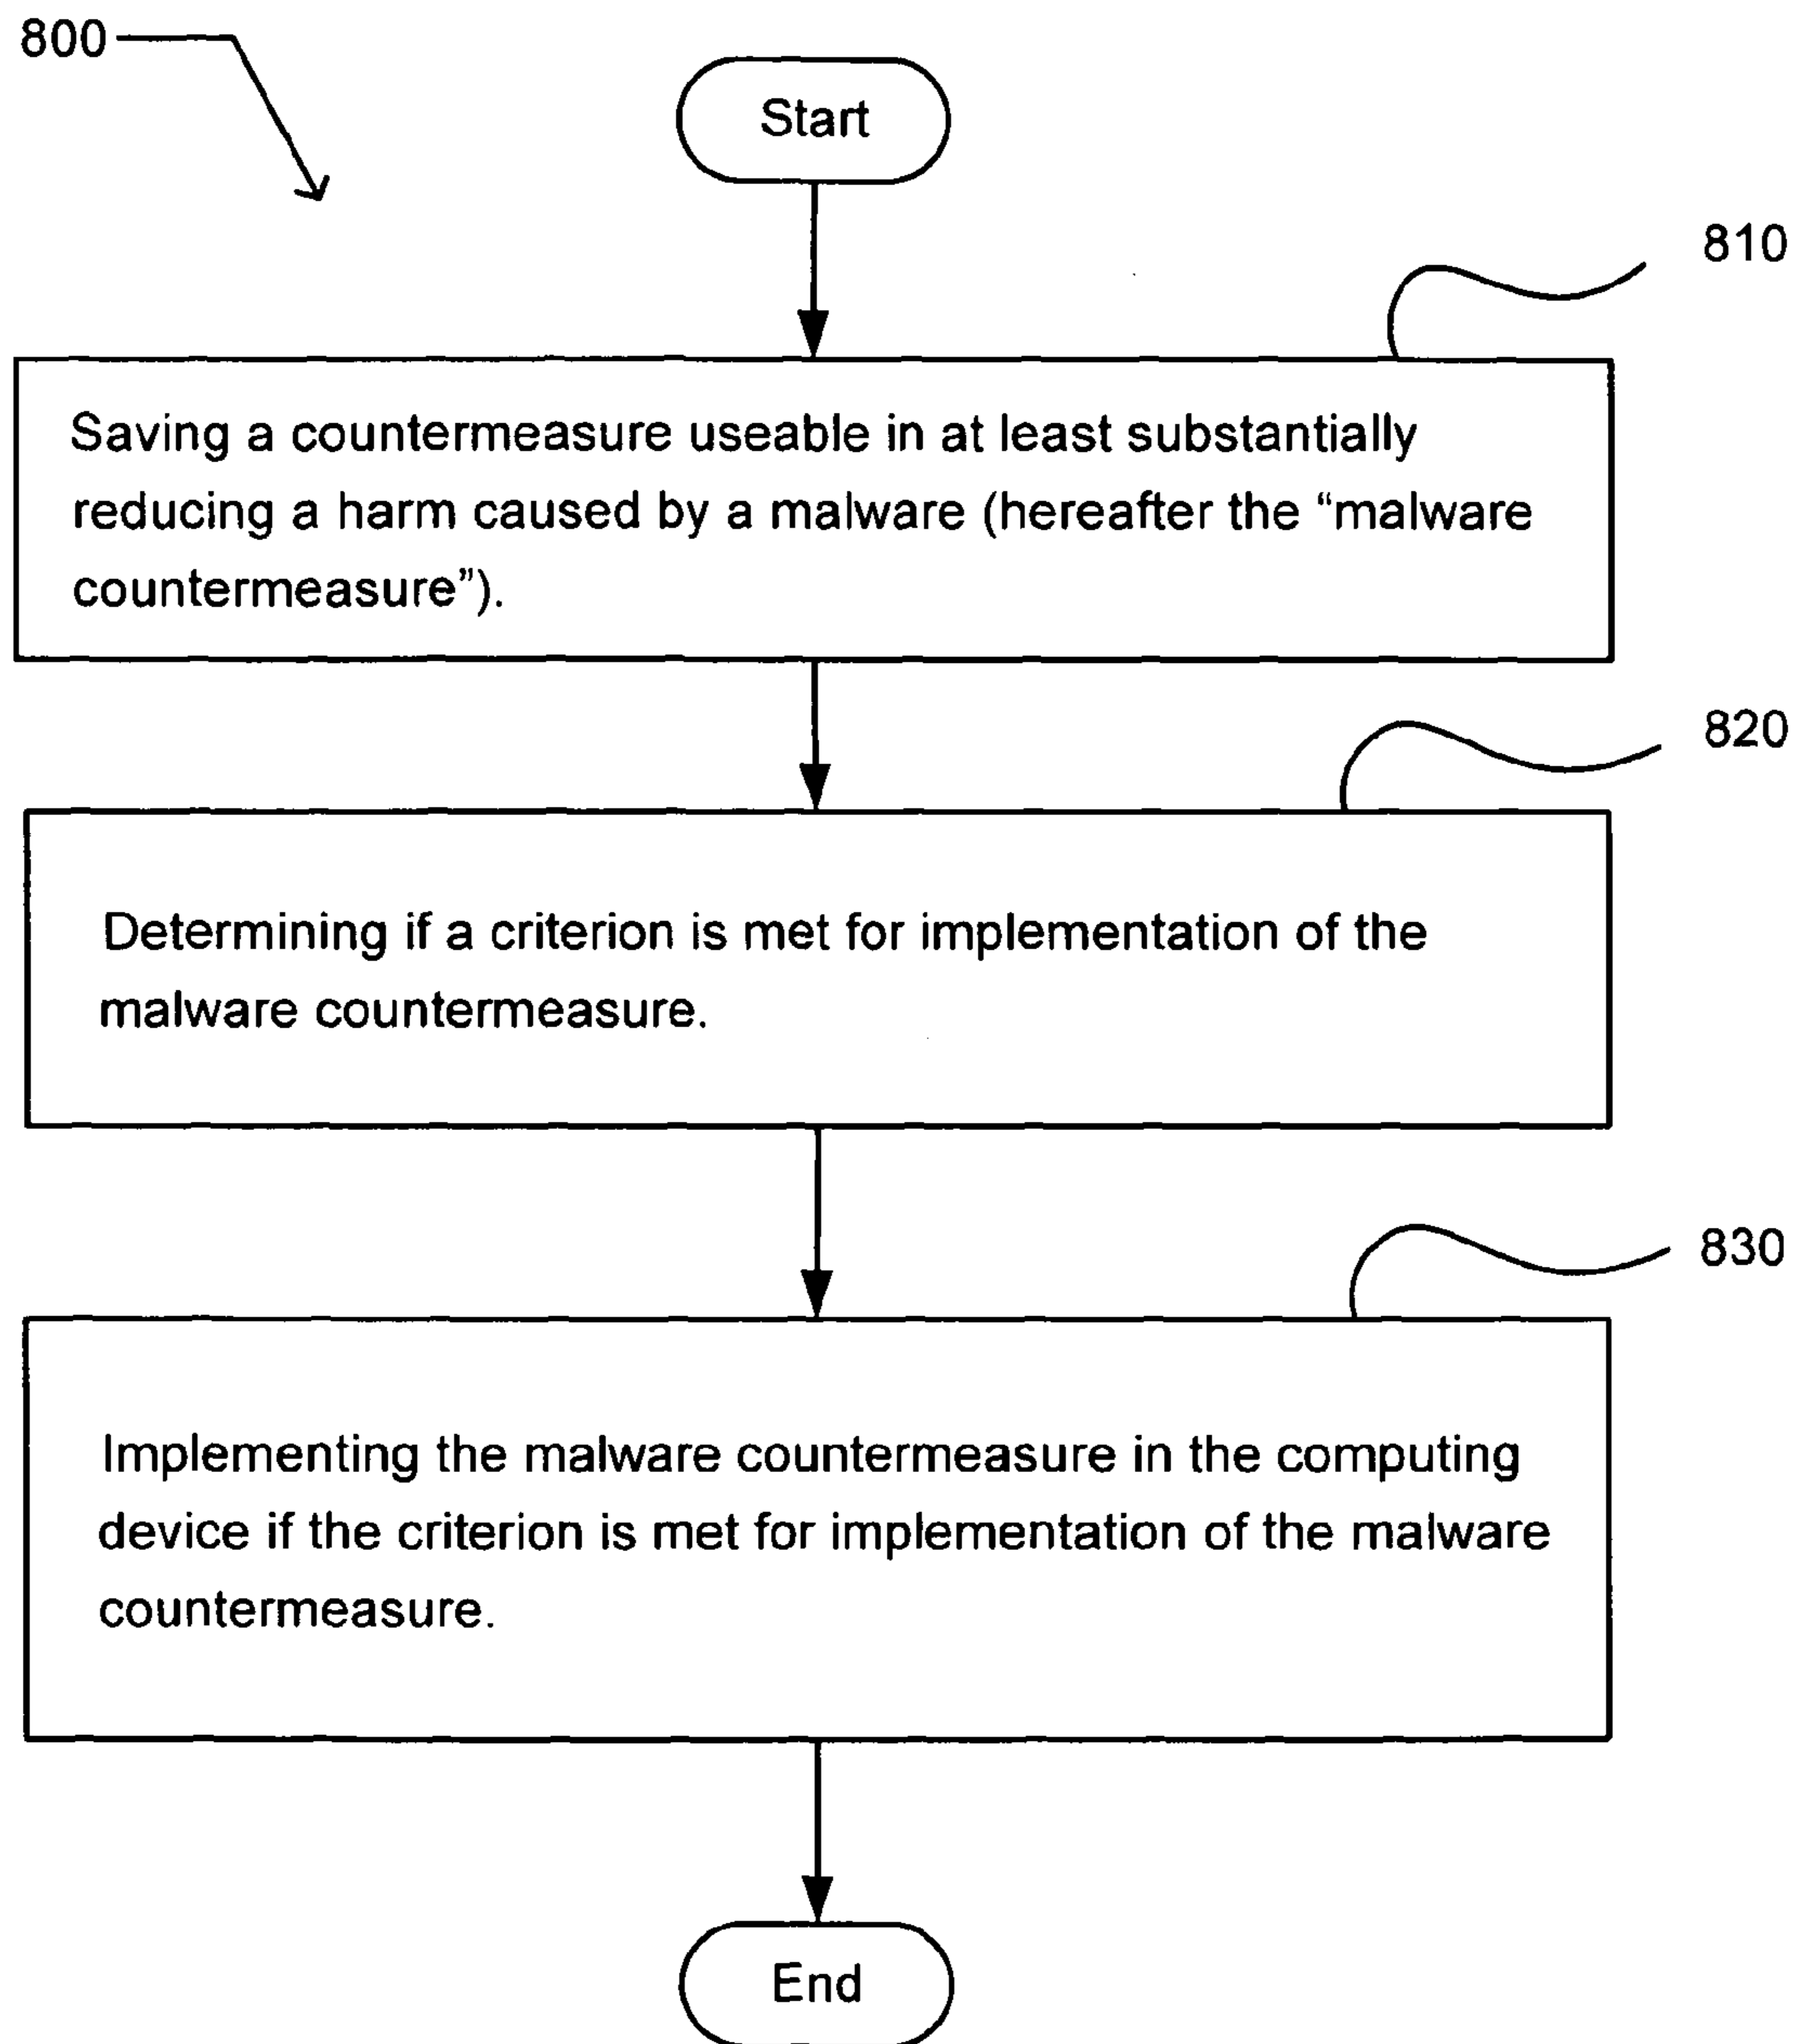 800
Start
810
Saving a countermeasure useable in at least substantially
reducing a harm caused by a malware (hereafter the “malware
countermeasure”).
820
Determining if a criterion is met for implementation of the
malware countermeasure.
830
Implementing the malware countermeasure in the computing
device if the criterion is met for implementation of the malware
countermeasure.
End